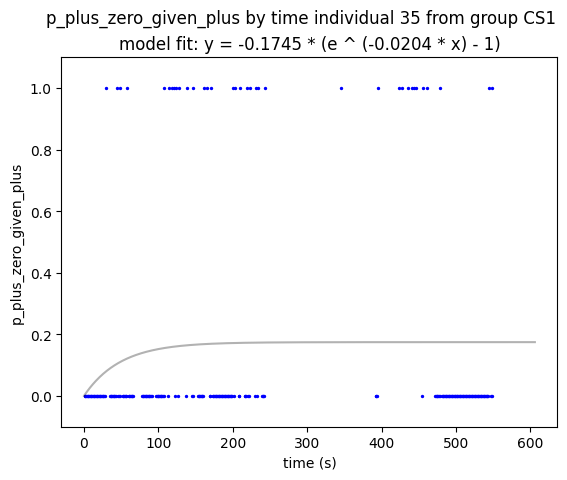 p_plus_zero_given_plus by time individual 35 from group CS1
model fit: y = -0.1745 * (e ^ (-0.0204 * x) - 1)
p_plus_zero_given_plus
1.0
0.8
0.6
0.4
0.2
0.0
0 100 200 300 400 500 600
time (s)